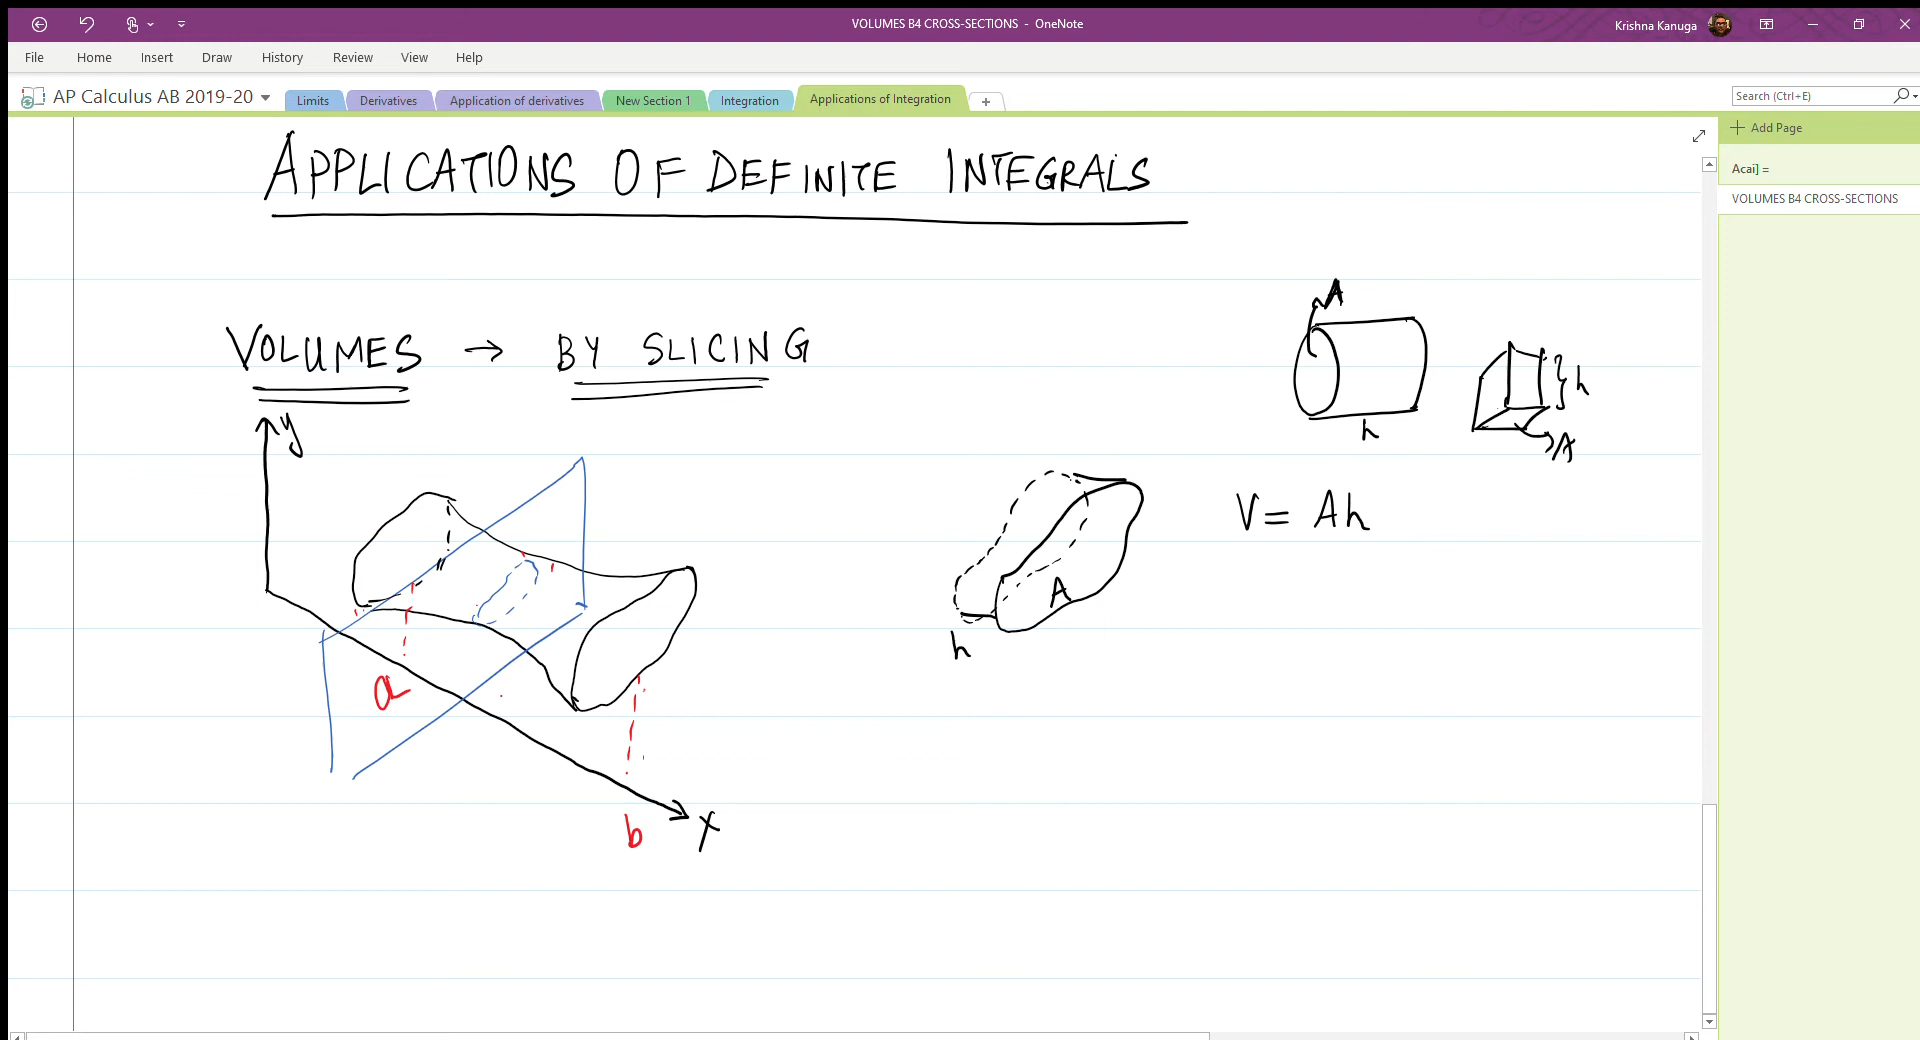 VOLUMES B4 CROSS-SECTIONS - OneNote
Krishna Kanuga
File Home Insert Draw History Review View Help
AP Calculus AB 2019-20
Limits Derivatives Application of derivatives New Section 1 Integration Applications of Integration
Search (Ctrl+E)
Add Page
Acai] =
VOLUMES B4 CROSS-SECTIONS
APPLICATIONS OF DEFINITE INTEGRALS
VOLUMES → BY SLICING
A
h
h
A
y
a
b
x
A
h
V = Ah